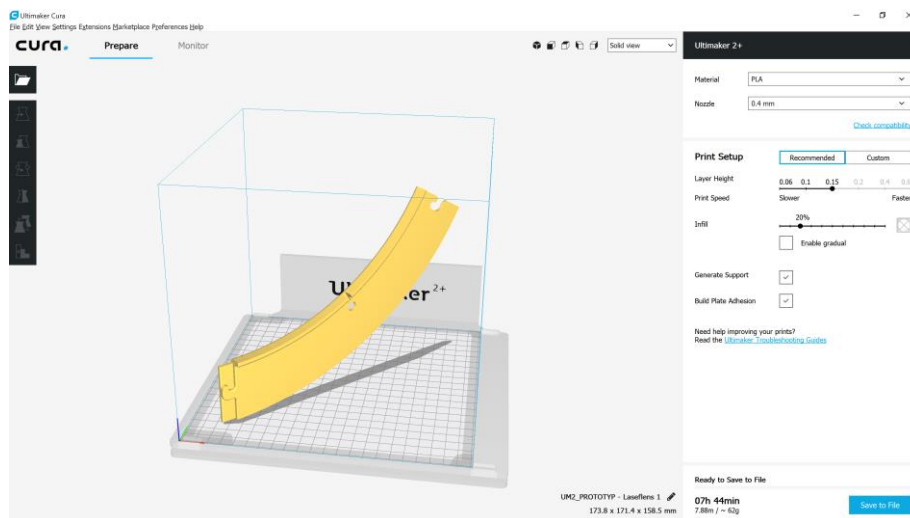 Ultimaker Cura
File Edit View Settings Extensions Marketplace Preferences Help
cura.
Prepare
Monitor
Solid view
Ultimaker 2+
Material
PLA
Nozzle
0.4 mm
Check compatibility
Print Setup
Recommended
Custom
Layer Height
0.06 0.1 0.15 0.2 0.4 0.6
Print Speed
Slower
Faster
Infill
20%
Enable gradual
Generate Support
Build Plate Adhesion
Need help improving your prints?
Read the Ultimaker Troubleshooting Guides
2+
UM2_PROTOTYP - Laseflens 1
173.8 x 171.4 x 158.5 mm
Ready to Save to File
07h 44min
7.88m / ~ 62g
Save to File